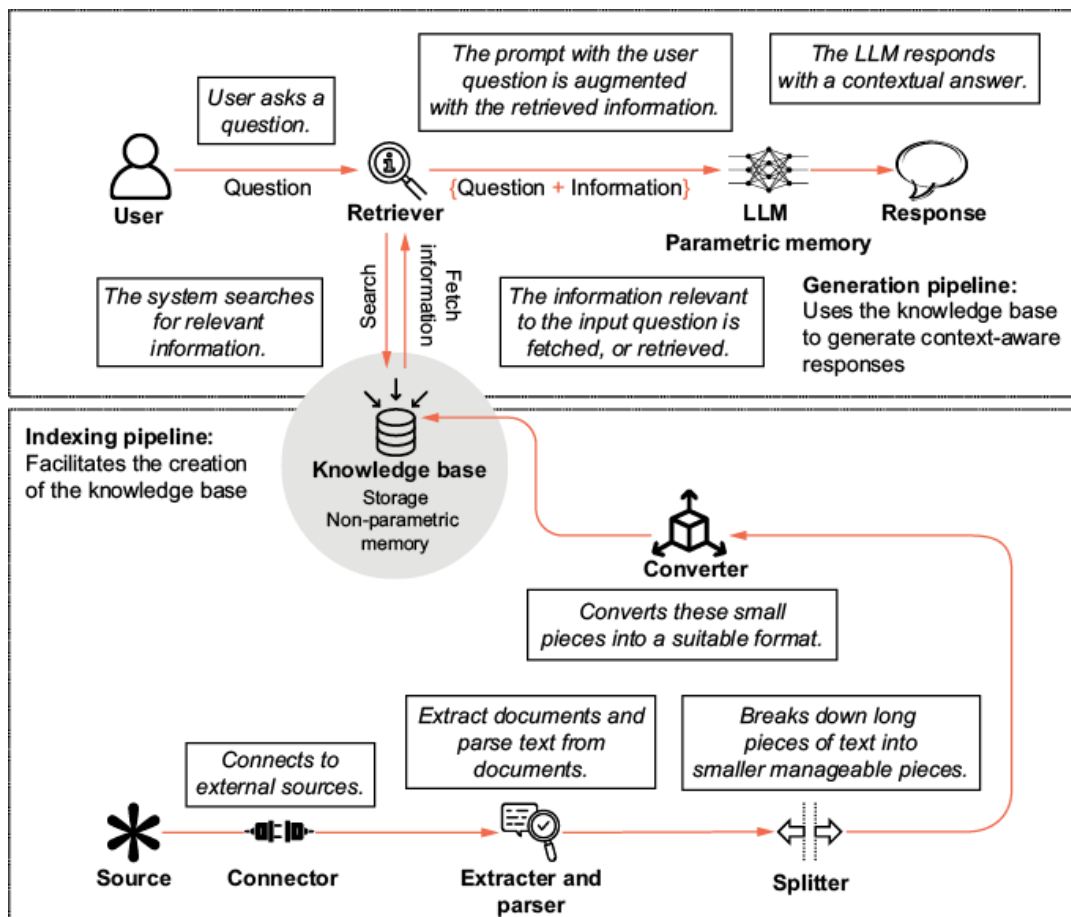 User asks a
question.
The prompt with the user
question is augmented
with the retrieved information.
The LLM responds
with a contextual answer.
Question
{Question + Information}
User
Retriever
LLM
Response
Parametric memory
The system searches
for relevant
information.
Search
Fetch
information
The information relevant
to the input question is
fetched, or retrieved.
Generation pipeline:
Uses the knowledge base
to generate context-aware
responses
Indexing pipeline:
Facilitates the creation
of the knowledge base
Knowledge base
Storage
Non-parametric
memory
Converter
Converts these small
pieces into a suitable format.
Connects to
external sources.
Extract documents and
parse text from
documents.
Breaks down long
pieces of text into
smaller manageable pieces.
Source
Connector
Extracter and
parser
Splitter